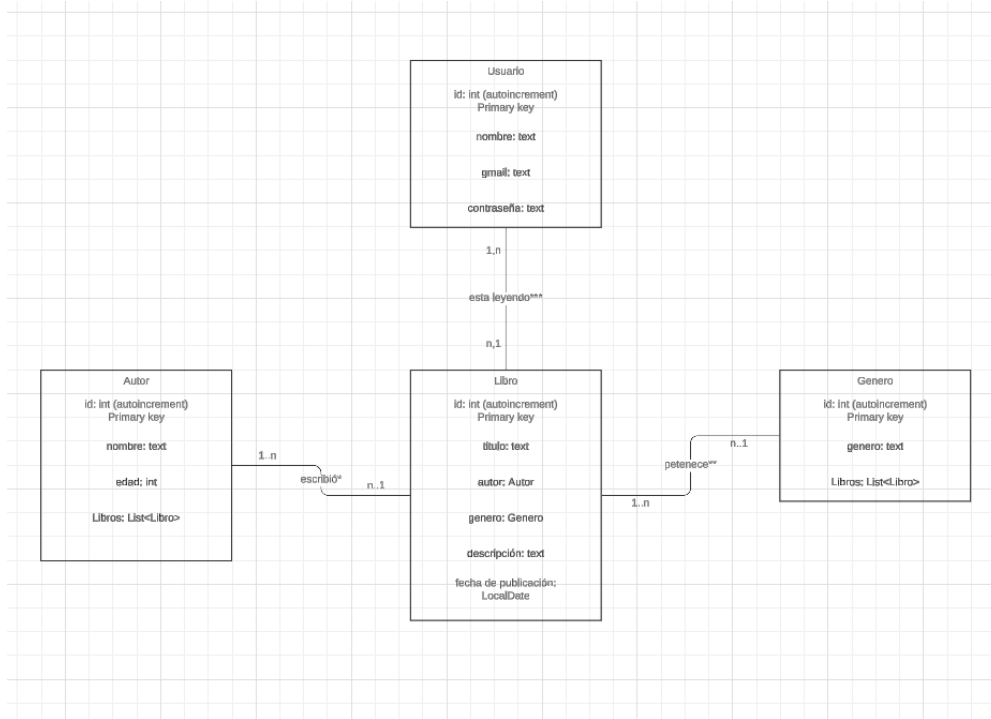 Usuario
id: int (autoincrement)
Primary key
nombre: text
gmail: text
contraseña: text
1,n
esta leyendo***
n,1
Autor
id: int (autoincrement)
Primary key
nombre: text
edad: int
Libros: List<Libro>
1..n
escribió*
n..1
Libro
id: int (autoincrement)
Primary key
titulo: text
autor: Autor
genero: Genero
descripción: text
fecha de publicación:
LocalDate
1..n
petenece**
n..1
Genero
id: int (autoincrement)
Primary key
genero: text
Libros: List<Libro>